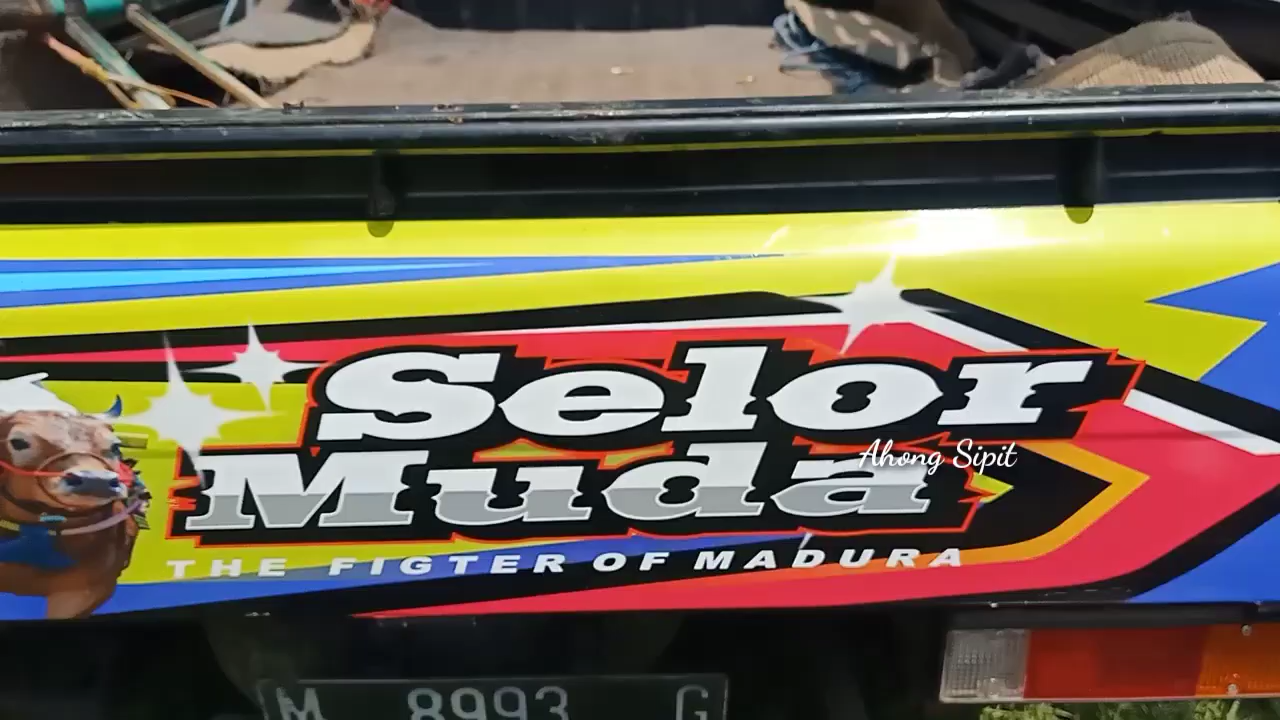 Selor
Muda
Ahong Sipit
THE FIGTER OF MADURA
M 8993 G